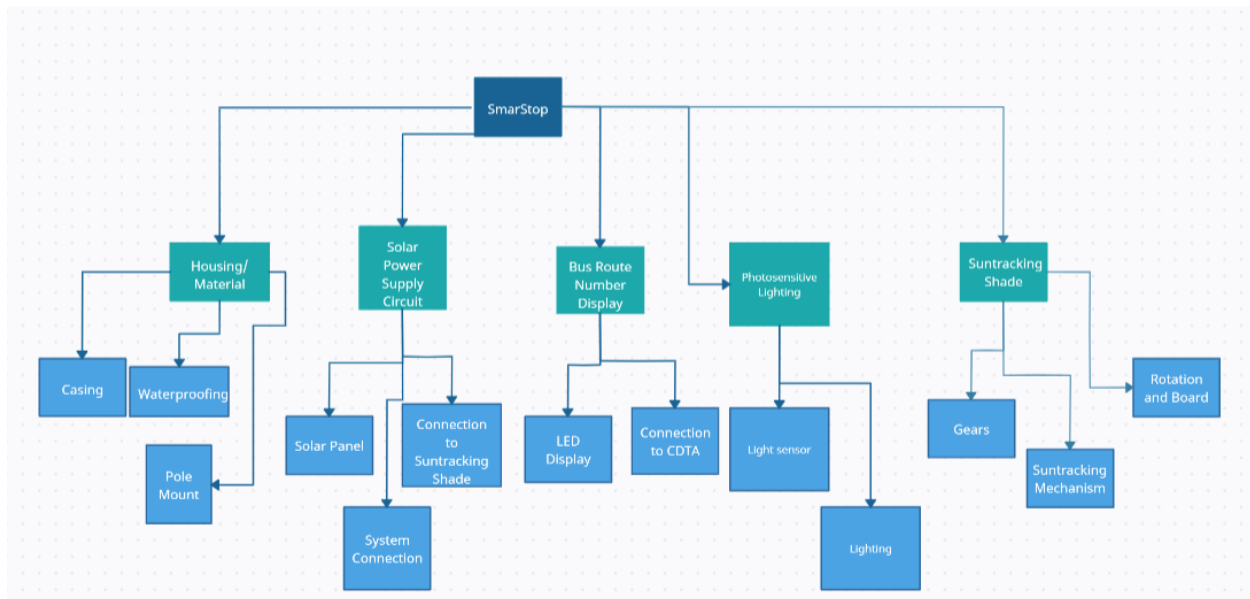 SmarStop
Housing/
Material
Solar
Power
Supply
Circuit
Bus Route
Number
Display
Photosensitive
Lighting
Suntracking
Shade
Casing
Waterproofing
Pole
Mount
Solar Panel
System
Connection
Connection
to
Suntracking
Shade
LED
Display
Connection
to CDTA
Light sensor
Lighting
Gears
Suntracking
Mechanism
Rotation
and Board